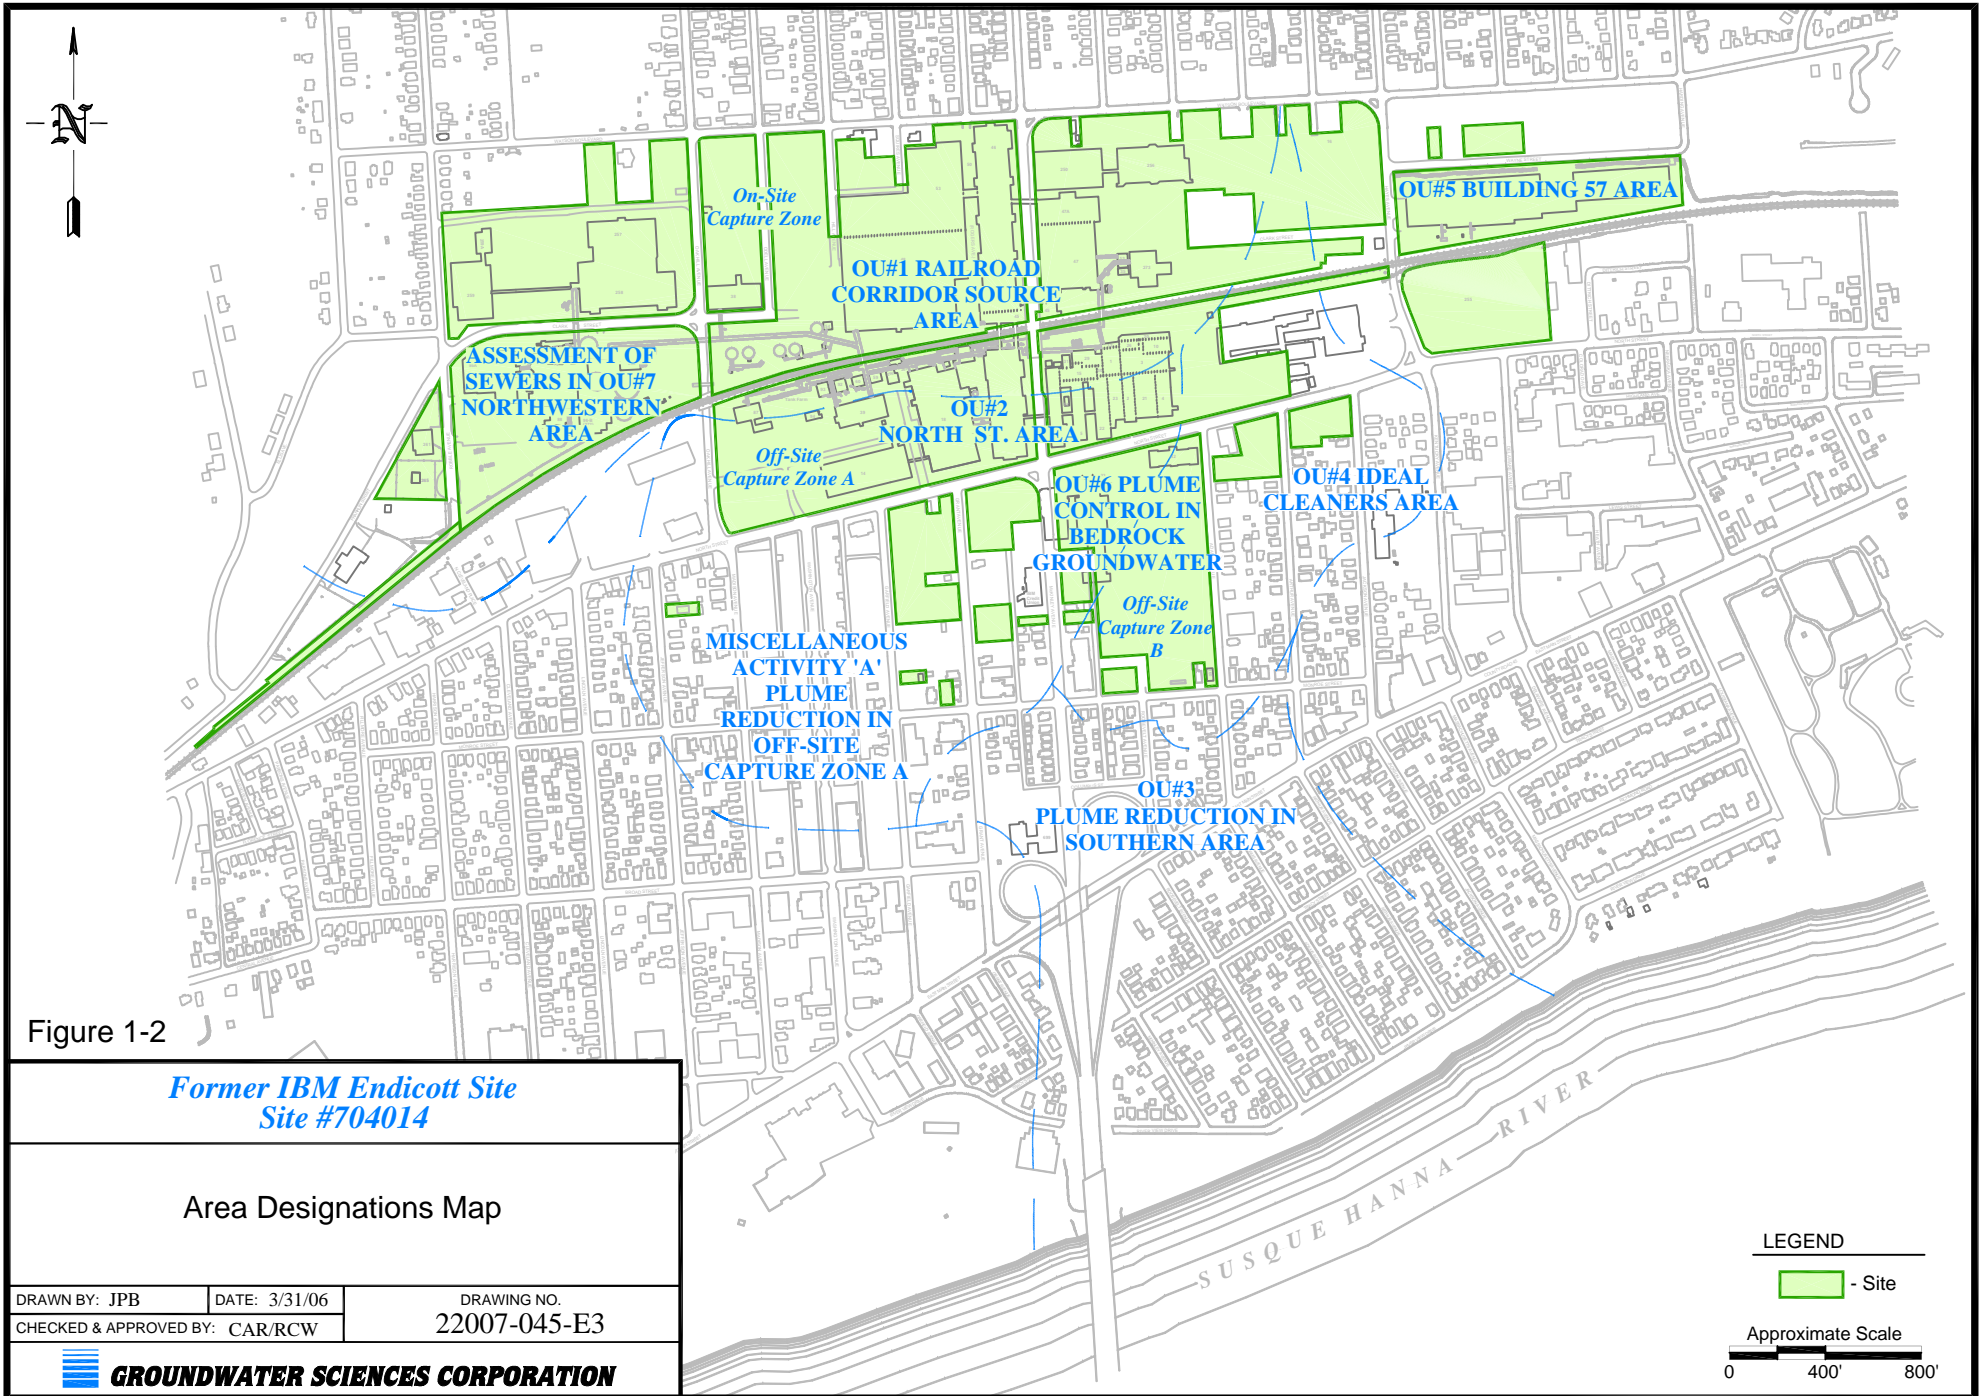 N
On-Site
Capture Zone
OU#5 BUILDING 57 AREA
OU#1 RAILROAD
CORRIDOR SOURCE
AREA
ASSESSMENT OF
SEWERS IN OU#7
NORTHWESTERN
AREA
OU#2
NORTH ST. AREA
Off-Site
Capture Zone A
OU#6 PLUME
CONTROL IN
BEDROCK
GROUNDWATER
OU#4 IDEAL
CLEANERS AREA
Off-Site
Capture Zone
B
MISCELLANEOUS
ACTIVITY 'A'
PLUME
REDUCTION IN
OFF-SITE
CAPTURE ZONE A
OU#3
PLUME REDUCTION IN
SOUTHERN AREA
SUSQUE HANNA RIVER
Figure 1-2
Former IBM Endicott Site
Site #704014
Area Designations Map
DRAWN BY: JPB
DATE: 3/31/06
CHECKED & APPROVED BY: CAR/RCW
DRAWING NO.
22007-045-E3
GROUNDWATER SCIENCES CORPORATION
LEGEND
- Site
Approximate Scale
0 400' 800'